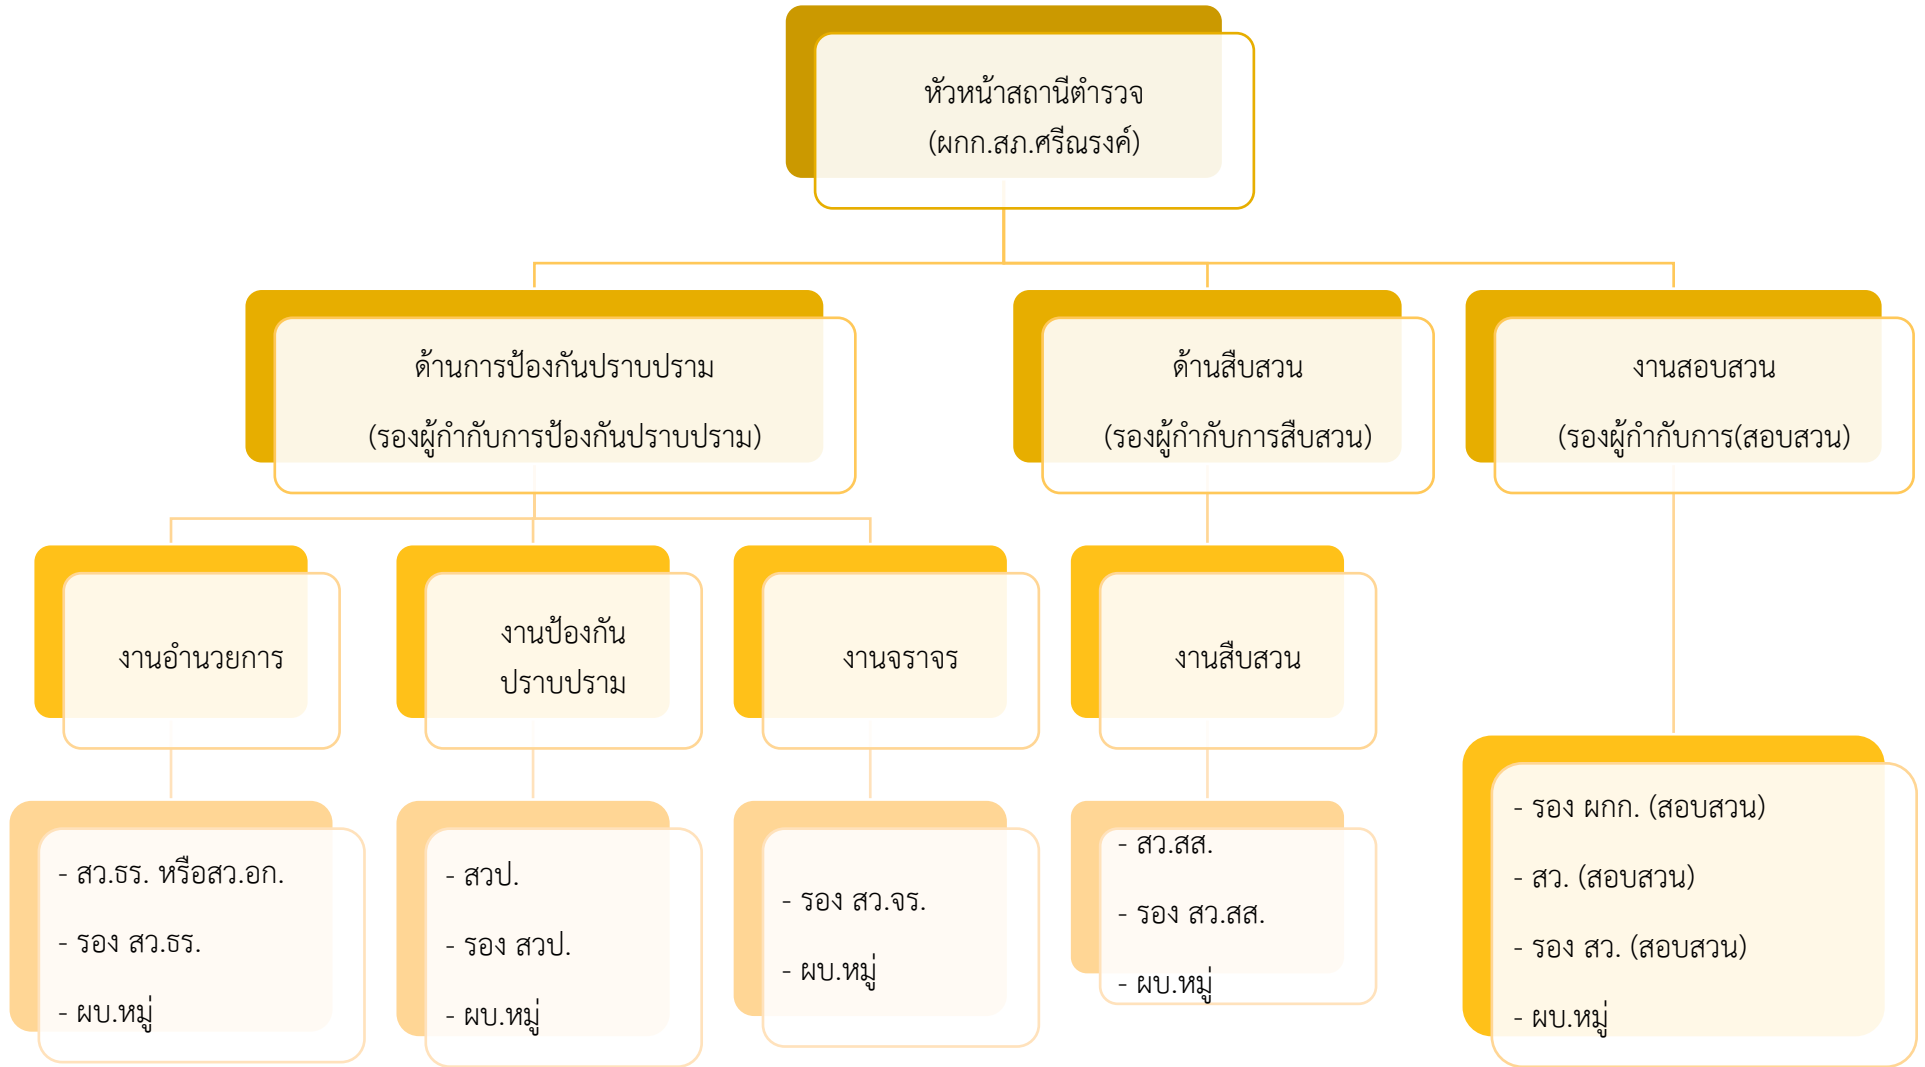 หัวหน้าสถานีตำรวจ
(ผกก.สภ.ศรีณรงค์)
ด้านการป้องกันปราบปราม
(รองผู้กำกับการป้องกันปราบปราม)
ด้านสืบสวน
(รองผู้กำกับการสืบสวน)
งานสอบสวน
(รองผู้กำกับการ(สอบสวน)
งานอำนวยการ
งานป้องกัน
ปราบปราม
งานจราจร
งานสืบสวน
- สว.ธร. หรือสว.อก.
- รอง สว.ธร.
- ผบ.หมู่
- สวป.
- รอง สวป.
- ผบ.หมู่
- รอง สว.จร.
- ผบ.หมู่
- สว.สส.
- รอง สว.สส.
- ผบ.หมู่
- รอง ผกก. (สอบสวน)
- สว. (สอบสวน)
- รอง สว. (สอบสวน)
- ผบ.หมู่